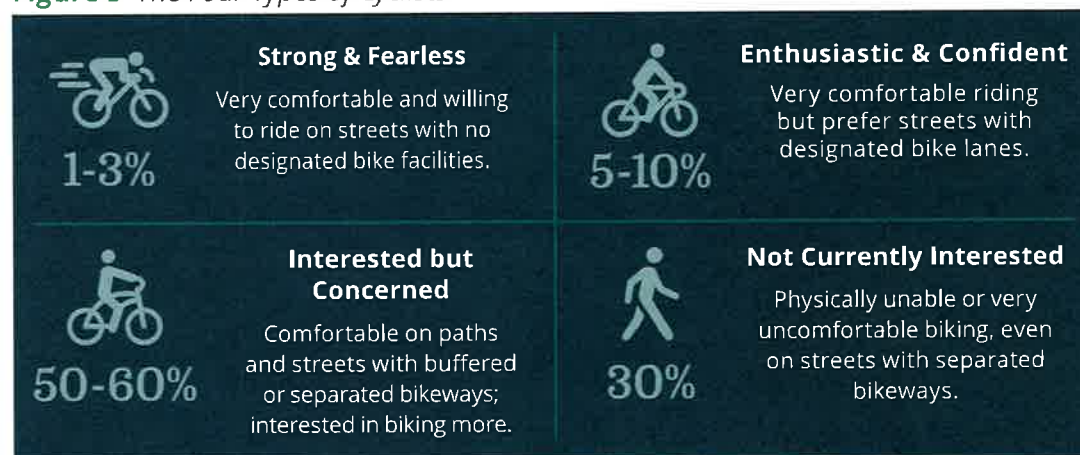 Strong & Fearless
Very comfortable and willing
to ride on streets with no
designated bike facilities.
1-3%
Enthusiastic & Confident
Very comfortable riding
but prefer streets with
designated bike lanes.
5-10%
Interested but
Concerned
Comfortable on paths
and streets with buffered
or separated bikeways;
interested in biking more.
50-60%
Not Currently Interested
Physically unable or very
uncomfortable biking, even
on streets with separated
bikeways.
30%